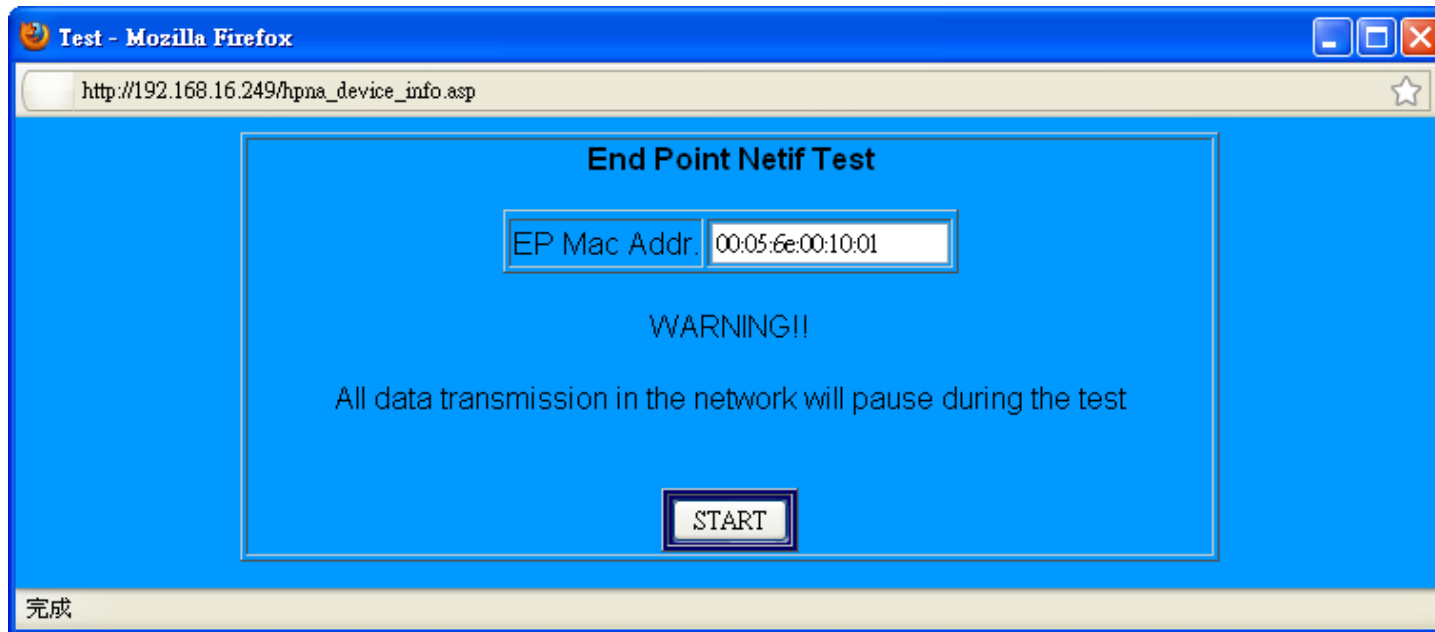 Test - Mozilla Firefox
http://192.168.16.249/hpna_device_info.asp
End Point Netif Test
EP Mac Addr. 00:05:6e:00:10:01
WARNING!!
All data transmission in the network will pause during the test
START
完成